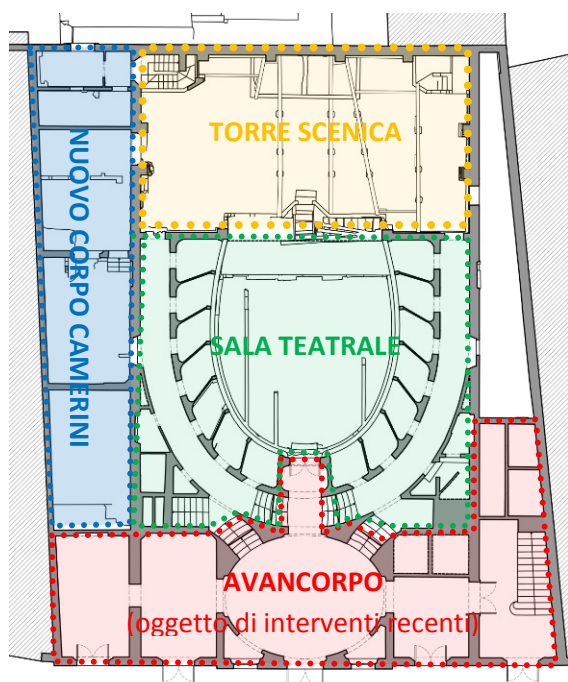 TORRE SCENICA
NUOVO CORPO CAMERINI
SALA TEATRALE
AVANCORPO
(oggetto di interventi recenti)